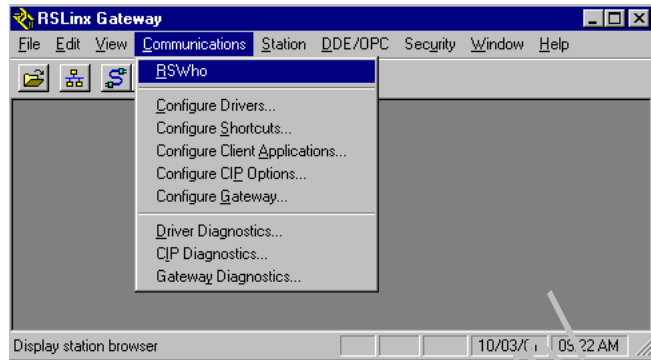 RSLinx Gateway
File Edit View Communications Station DDE/OPC Security Window Help
RSWho
Configure Drivers...
Configure Shortcuts...
Configure Client Applications...
Configure CIP Options...
Configure Gateway...
Driver Diagnostics...
CIP Diagnostics...
Gateway Diagnostics...
Display station browser AM